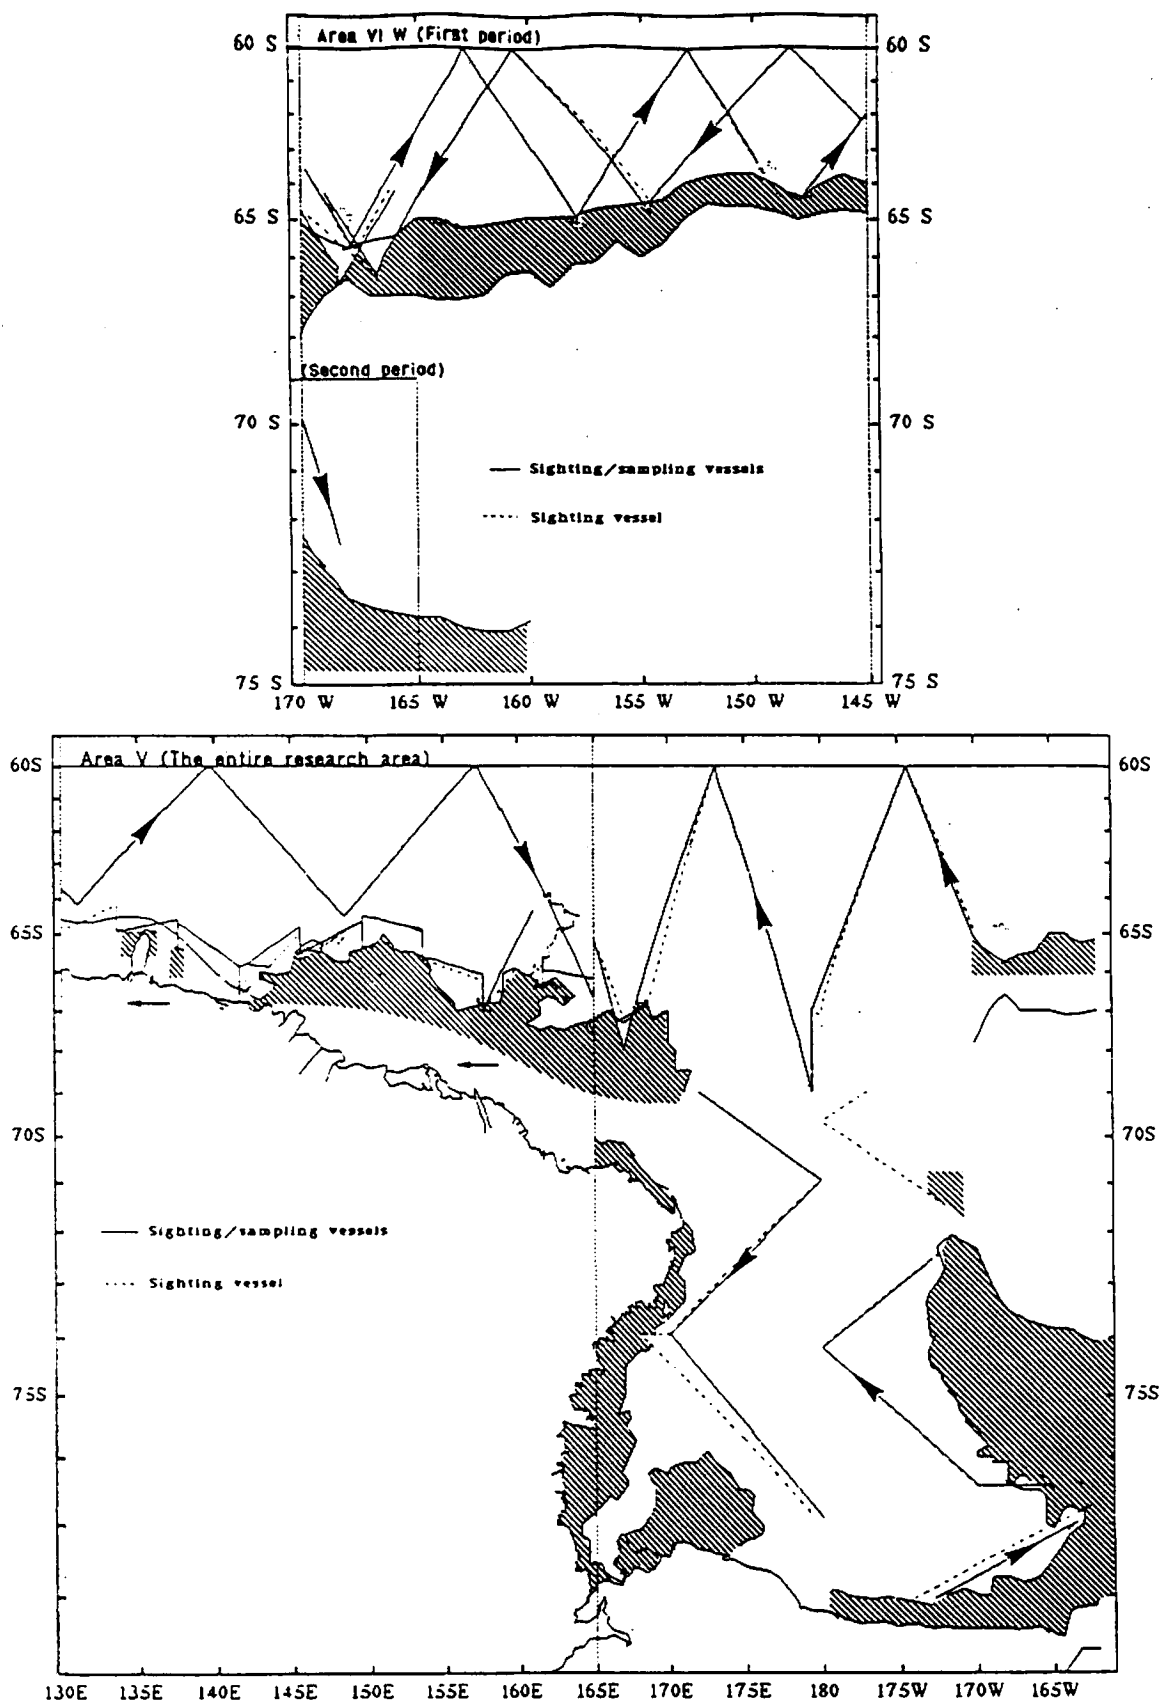 Area VI W (First period)
60 S 60 S
65 S 65 S
(Second period)
70 S 70 S
Sighting/sampling vessels
Sighting vessel
75 S 75 S
170 W 165 W 160 W 155 W 150 W 145 W
Area V (The entire research area)
60S 60S
65S 65S
70S 70S
Sighting/sampling vessels
Sighting vessel
75S 75S
130E 135E 140E 145E 150E 155E 160E 165E 170E 175E 180 175W 170W 165W